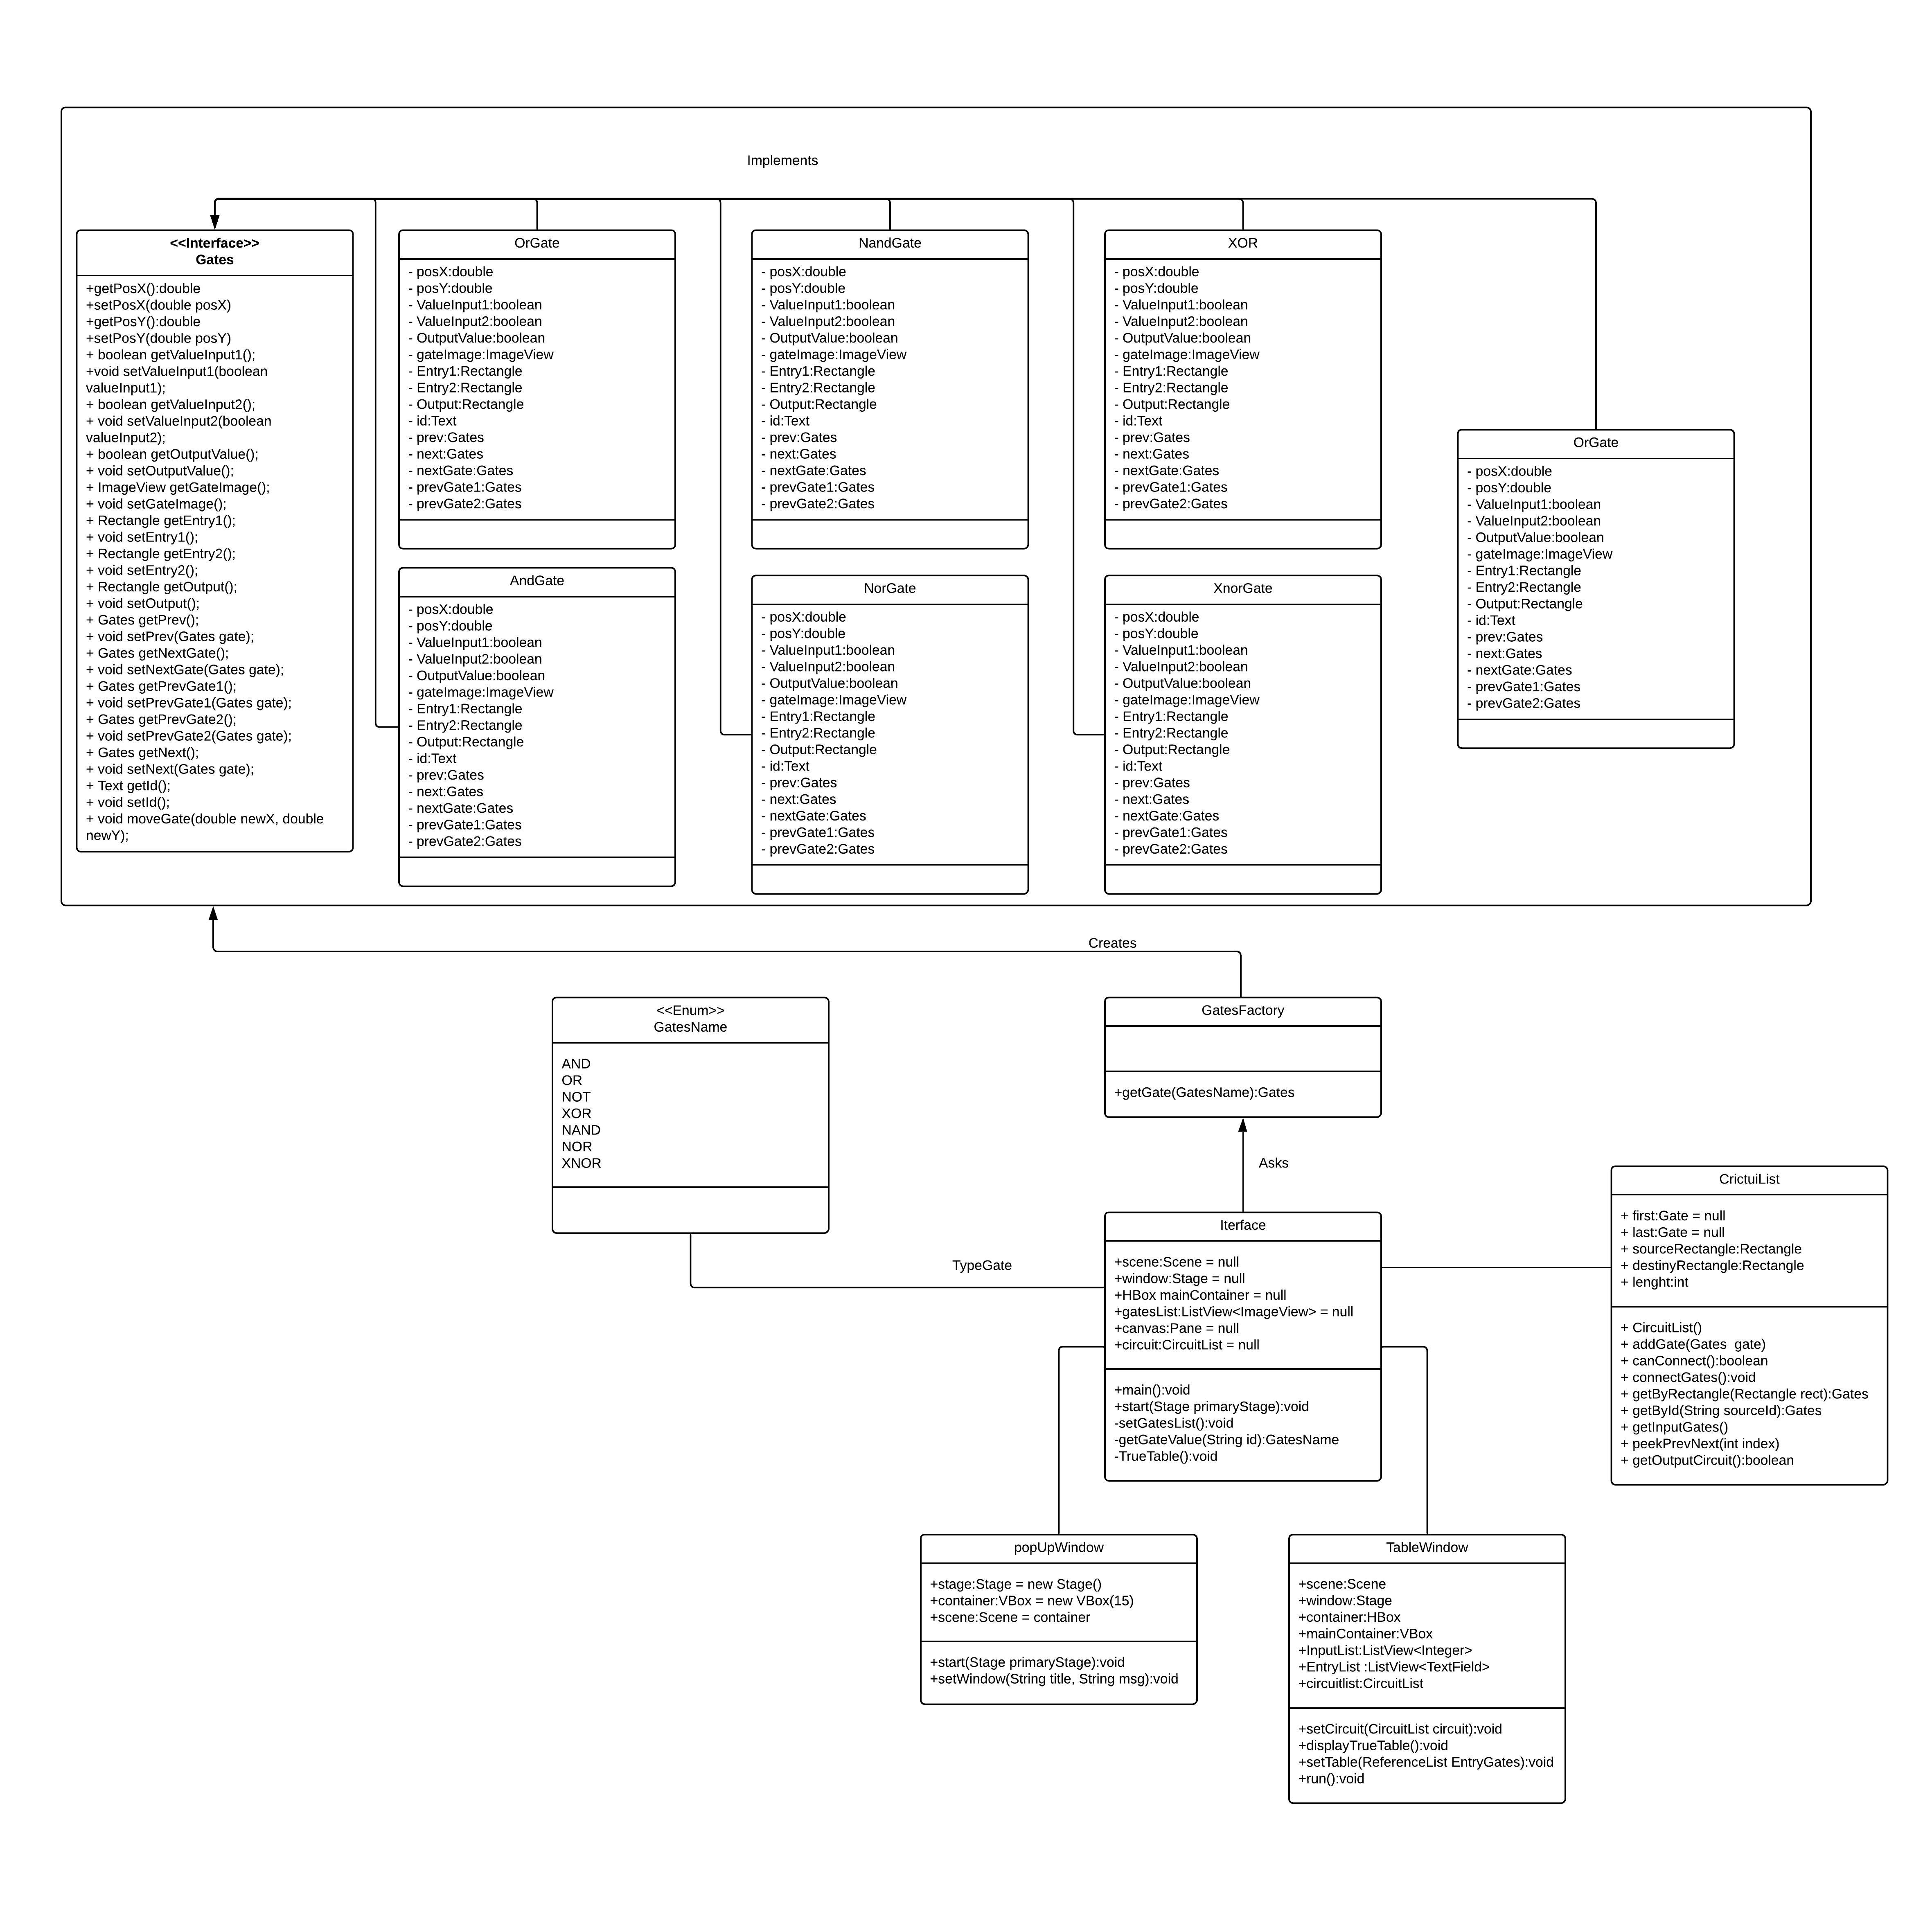 Implements
<<Interface>>
Gates
+getPosX():double
+setPosX(double posX)
+getPosY():double
+setPosY(double posY)
+ boolean getValueInput1();
+void setValueInput1(boolean
valueInput1);
+ boolean getValueInput2();
+ void setValueInput2(boolean
valueInput2);
+ boolean getOutputValue();
+ void setOutputValue();
+ ImageView getGateImage();
+ void setGateImage();
+ Rectangle getEntry1();
+ void setEntry1();
+ Rectangle getEntry2();
+ void setEntry2();
+ Rectangle getOutput();
+ void setOutput();
+ Gates getPrev();
+ void setPrev(Gates gate);
+ Gates getNextGate();
+ void setNextGate(Gates gate);
+ Gates getPrevGate1();
+ void setPrevGate1(Gates gate);
+ Gates getPrevGate2();
+ void setPrevGate2(Gates gate);
+ Gates getNext();
+ void setNext(Gates gate);
+ Text getId();
+ void setId();
+ void moveGate(double newX, double
newY);
OrGate
- posX:double
- posY:double
- ValueInput1:boolean
- ValueInput2:boolean
- OutputValue:boolean
- gateImage:ImageView
- Entry1:Rectangle
- Entry2:Rectangle
- Output:Rectangle
- id:Text
- prev:Gates
- next:Gates
- nextGate:Gates
- prevGate1:Gates
- prevGate2:Gates
NandGate
- posX:double
- posY:double
- ValueInput1:boolean
- ValueInput2:boolean
- OutputValue:boolean
- gateImage:ImageView
- Entry1:Rectangle
- Entry2:Rectangle
- Output:Rectangle
- id:Text
- prev:Gates
- next:Gates
- nextGate:Gates
- prevGate1:Gates
- prevGate2:Gates
XOR
- posX:double
- posY:double
- ValueInput1:boolean
- ValueInput2:boolean
- OutputValue:boolean
- gateImage:ImageView
- Entry1:Rectangle
- Entry2:Rectangle
- Output:Rectangle
- id:Text
- prev:Gates
- next:Gates
- nextGate:Gates
- prevGate1:Gates
- prevGate2:Gates
OrGate
- posX:double
- posY:double
- ValueInput1:boolean
- ValueInput2:boolean
- OutputValue:boolean
- gateImage:ImageView
- Entry1:Rectangle
- Entry2:Rectangle
- Output:Rectangle
- id:Text
- prev:Gates
- next:Gates
- nextGate:Gates
- prevGate1:Gates
- prevGate2:Gates
AndGate
- posX:double
- posY:double
- ValueInput1:boolean
- ValueInput2:boolean
- OutputValue:boolean
- gateImage:ImageView
- Entry1:Rectangle
- Entry2:Rectangle
- Output:Rectangle
- id:Text
- prev:Gates
- next:Gates
- nextGate:Gates
- prevGate1:Gates
- prevGate2:Gates
NorGate
- posX:double
- posY:double
- ValueInput1:boolean
- ValueInput2:boolean
- OutputValue:boolean
- gateImage:ImageView
- Entry1:Rectangle
- Entry2:Rectangle
- Output:Rectangle
- id:Text
- prev:Gates
- next:Gates
- nextGate:Gates
- prevGate1:Gates
- prevGate2:Gates
XnorGate
- posX:double
- posY:double
- ValueInput1:boolean
- ValueInput2:boolean
- OutputValue:boolean
- gateImage:ImageView
- Entry1:Rectangle
- Entry2:Rectangle
- Output:Rectangle
- id:Text
- prev:Gates
- next:Gates
- nextGate:Gates
- prevGate1:Gates
- prevGate2:Gates
Creates
<<Enum>>
GatesName
AND
OR
NOT
XOR
NAND
NOR
XNOR
GatesFactory
+getGate(GatesName):Gates
Asks
TypeGate
Iterface
+scene:Scene = null
+window:Stage = null
+HBox mainContainer = null
+gatesList:ListView<ImageView> = null
+canvas:Pane = null
+circuit:CircuitList = null
+main():void
+start(Stage primaryStage):void
-setGatesList():void
-getGateValue(String id):GatesName
-TrueTable():void
CrictuiList
+ first:Gate = null
+ last:Gate = null
+ sourceRectangle:Rectangle
+ destinyRectangle:Rectangle
+ lenght:int
+ CircuitList()
+ addGate(Gates  gate)
+ canConnect():boolean
+ connectGates():void
+ getByRectangle(Rectangle rect):Gates
+ getById(String sourceId):Gates
+ getInputGates()
+ peekPrevNext(int index)
+ getOutputCircuit():boolean
popUpWindow
+stage:Stage = new Stage()
+container:VBox = new VBox(15)
+scene:Scene = container
+start(Stage primaryStage):void
+setWindow(String title, String msg):void
TableWindow
+scene:Scene
+window:Stage
+container:HBox
+mainContainer:VBox
+InputList:ListView<Integer>
+EntryList :ListView<TextField>
+circuitlist:CircuitList
+setCircuit(CircuitList circuit):void
+displayTrueTable():void
+setTable(ReferenceList EntryGates):void
+run():void